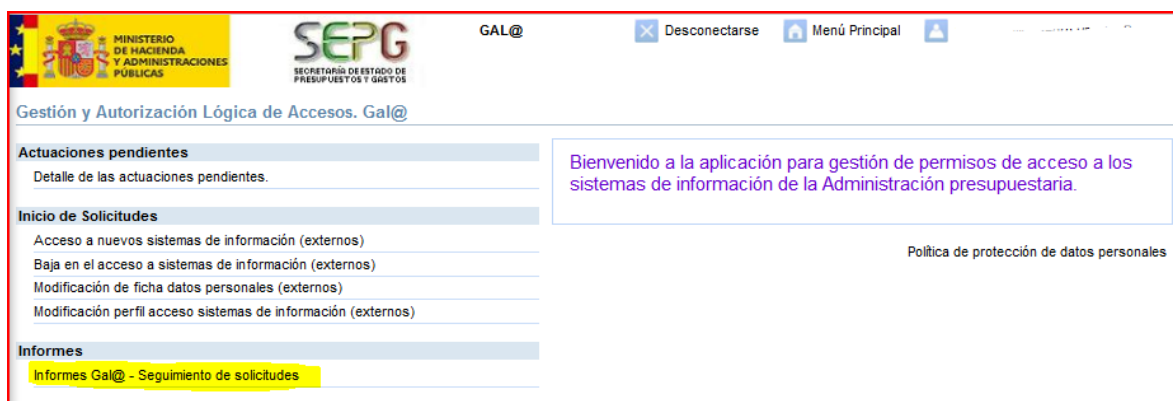 MINISTERIO
DE HACIENDA
Y ADMINISTRACIONES
PÚBLICAS
SEPG
SECRETARÍA DE ESTADO DE
PRESUPUESTOS Y GASTOS
GAL@
Desconectarse
Menú Principal
Gestión y Autorización Lógica de Accesos. Gal@
Actuaciones pendientes
Detalle de las actuaciones pendientes.
Inicio de Solicitudes
Acceso a nuevos sistemas de información (externos)
Baja en el acceso a sistemas de información (externos)
Modificación de ficha datos personales (externos)
Modificación perfil acceso sistemas de información (externos)
Informes
Informes Gal@ - Seguimiento de solicitudes
Bienvenido a la aplicación para gestión de permisos de acceso a los
sistemas de información de la Administración presupuestaria.
Política de protección de datos personales